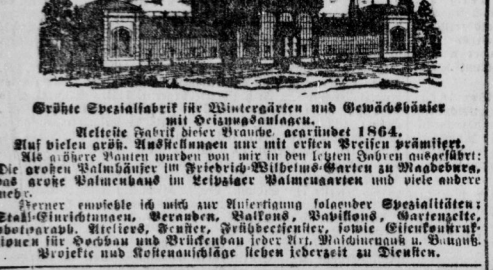 Größte Spezialfabrik für Wintergärten und Gewächshäuser
mit Heizungsanlagen.
Aelteste Fabrik dieser Branche, gegründet 1864.
Auf vielen größ. Ausstellungen nur mit ersten Preisen prämiirt.
Als größere Bauten wurden von mir in den letzten Jahren ausgeführt:
Die großen Palmhäuser im Friedrich-Wilhelms-Garten zu Magdeburg,
das große Palmenhaus im Leipziger Palmengarten und viele andere
mehr.
Ferner empfehle ich mich zur Anfertigung folgender Spezialitäten:
Stall-Einrichtungen, Veranden, Balkons, Pavillons, Gartenzelte,
photograph. Ateliers, Fenster, Frühbeetfenster, sowie Eisenkonstruk-
tionen für Hochbau und Brückenbau jeder Art, Maschinenguß u. Bauguß.
Projekte und Kostenanschläge stehen jederzeit zu Diensten.